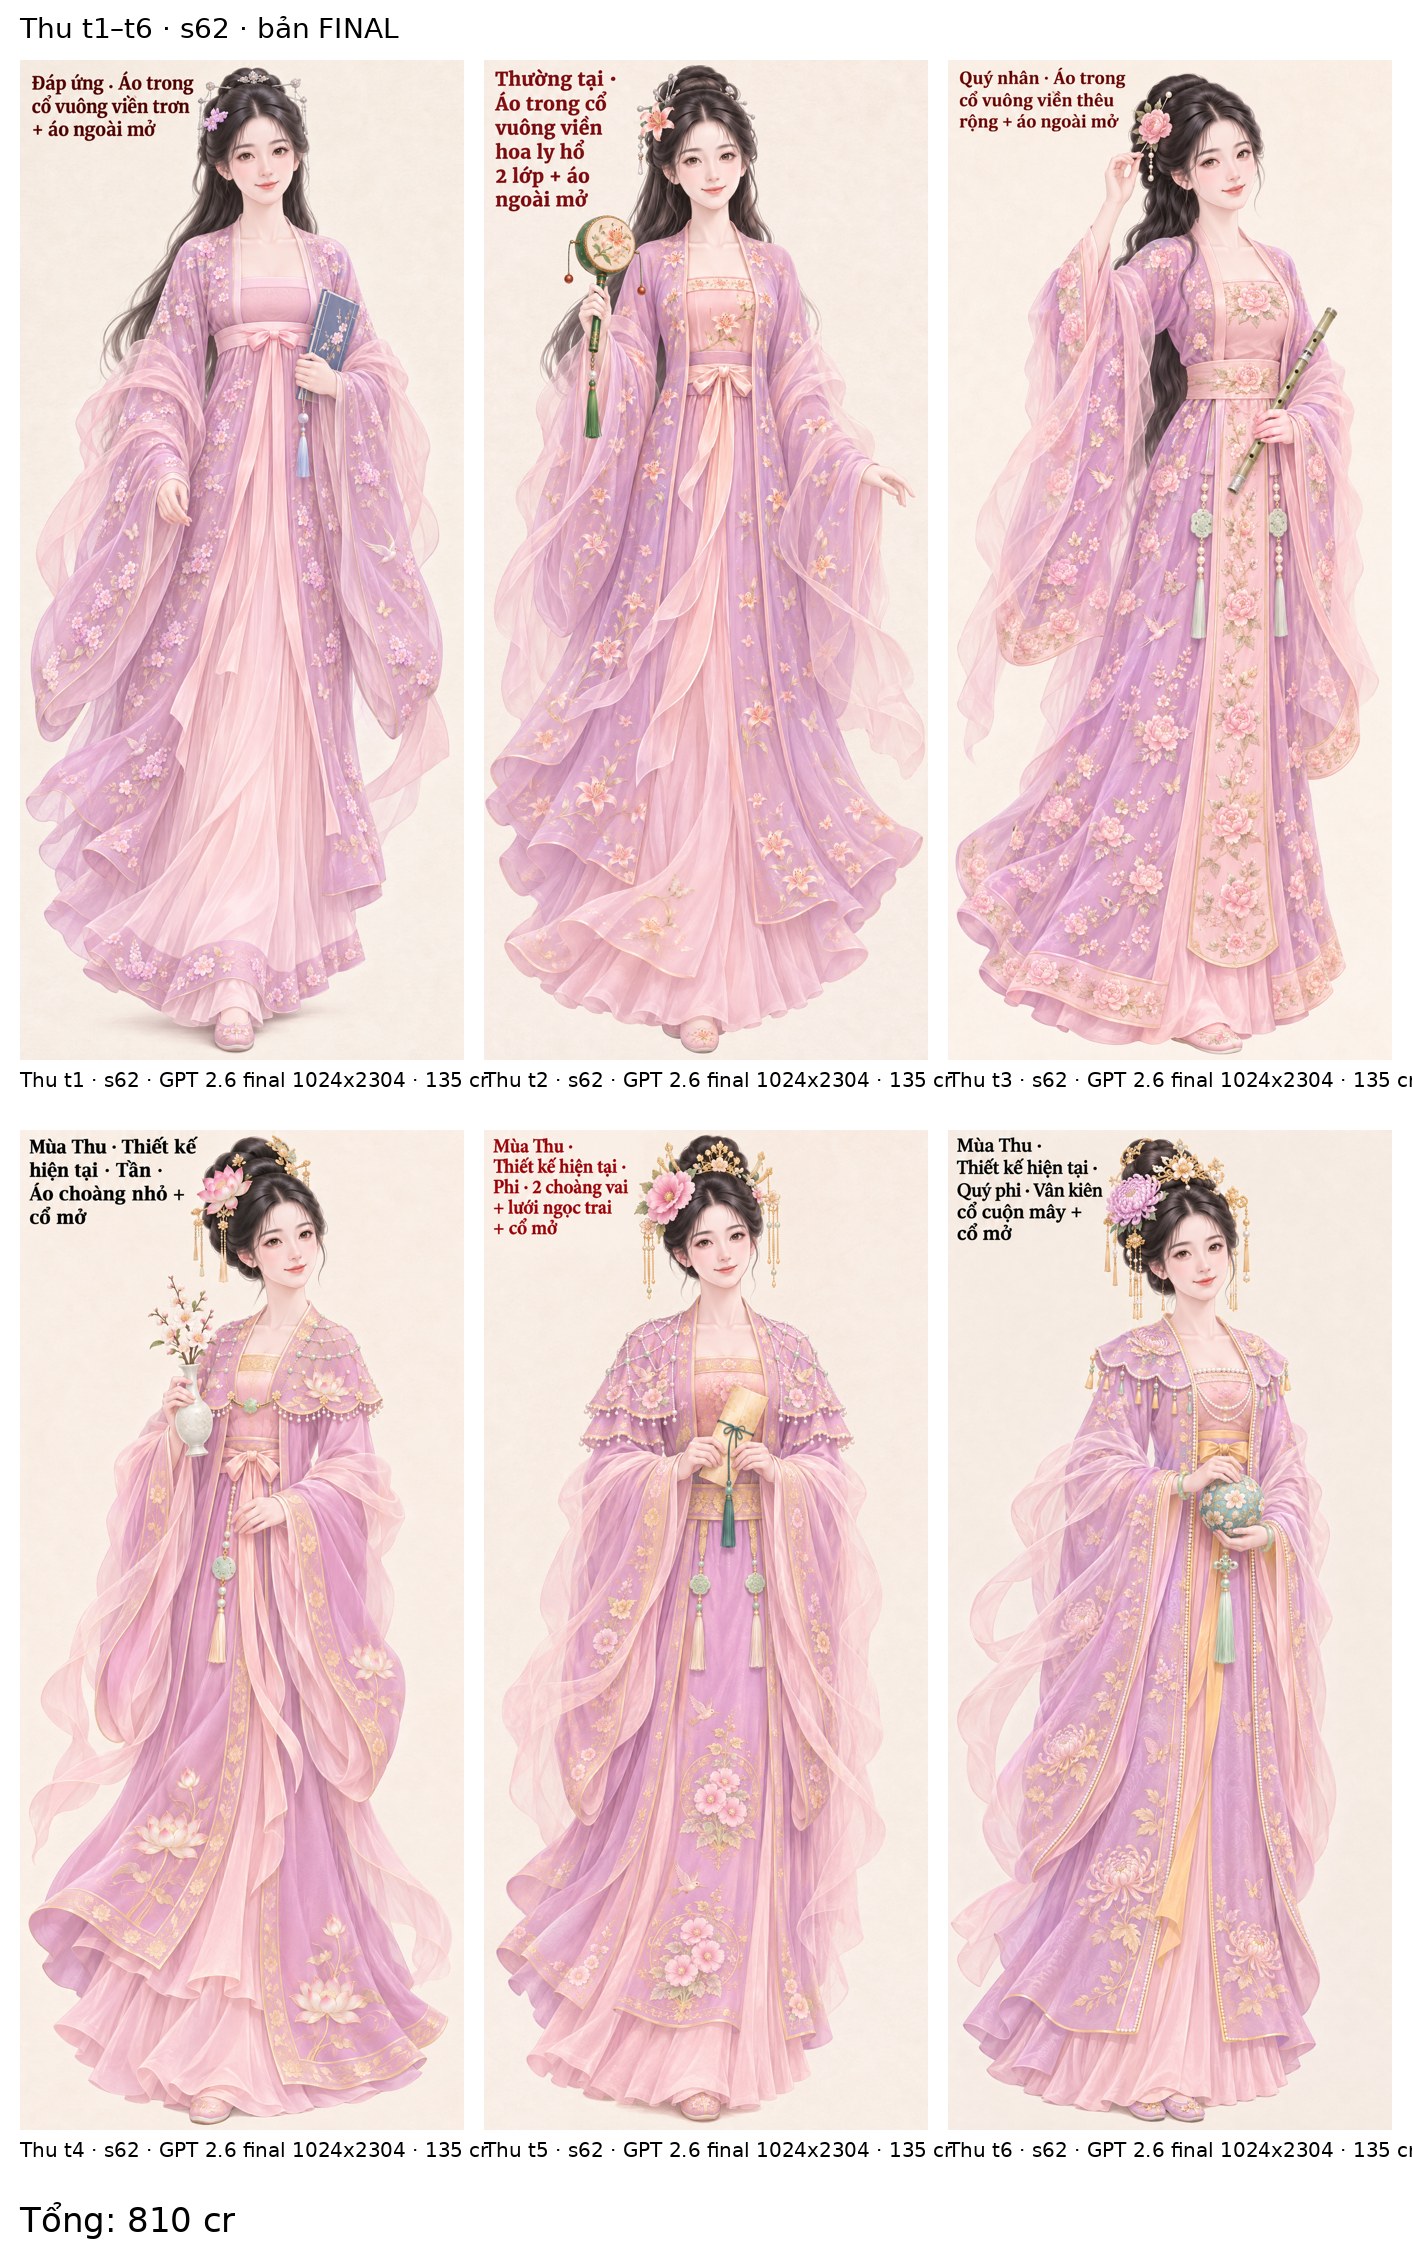 Thu t1–t6 · s62 · bản FINAL
Đáp ứng . Áo trong
cổ vuông viền trơn
+ áo ngoài mở
Thường tại ·
Áo trong cổ
vuông viền
hoa ly hổ
2 lớp + áo
ngoài mở
Quý nhân · Áo trong
cổ vuông viền thêu
rộng + áo ngoài mở
Thu t1 · s62 · GPT 2.6 final 1024x2304 · 135 cr
Thu t2 · s62 · GPT 2.6 final 1024x2304 · 135 cr
Thu t3 · s62 · GPT 2.6 final 1024x2304 · 135 cr
Mùa Thu · Thiết kế
hiện tại · Tần ·
Áo choàng nhỏ +
cổ mở
Mùa Thu ·
Thiết kế hiện tại ·
Phi · 2 choàng vai
+ lưới ngọc trai
+ cổ mở
Mùa Thu ·
Thiết kế hiện tại ·
Quý phi · Vân kiên
cổ cuộn mây +
cổ mở
Thu t4 · s62 · GPT 2.6 final 1024x2304 · 135 cr
Thu t5 · s62 · GPT 2.6 final 1024x2304 · 135 cr
Thu t6 · s62 · GPT 2.6 final 1024x2304 · 135 cr
Tổng: 810 cr